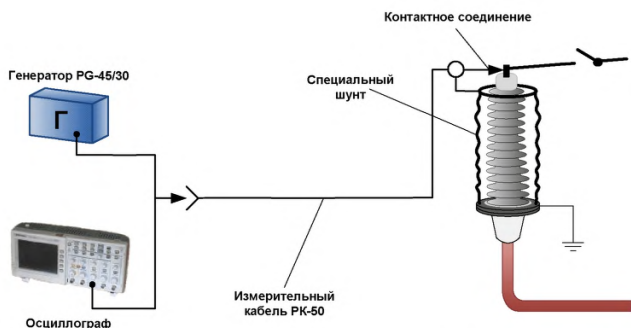 Контактное соединение
Генератор PG-45/30
Специальный
шунт
Г
Измерительный
кабель РК-50
Осциллограф